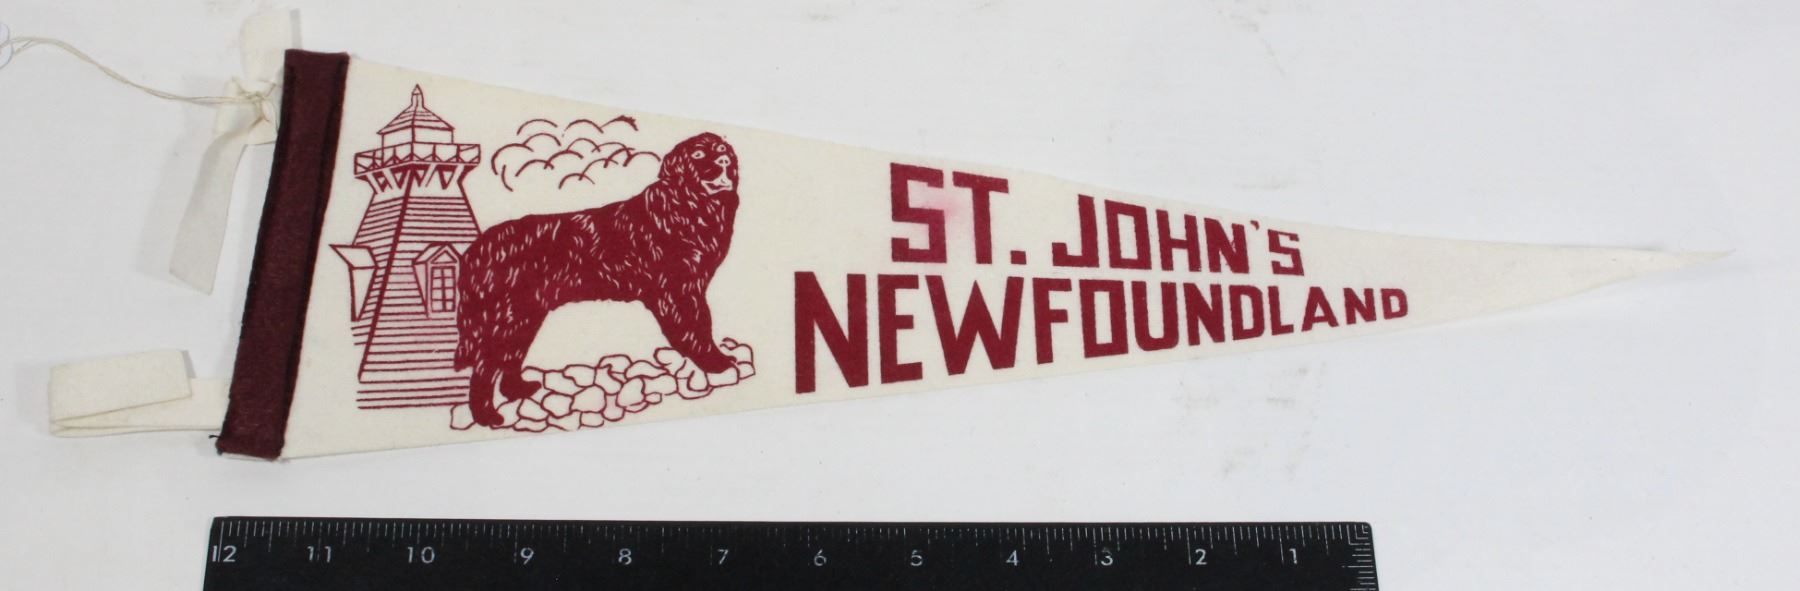 ST. JOHN'S
NEWFOUNDLAND
12 11 10 9 8 7 6 5 4 3 2 1